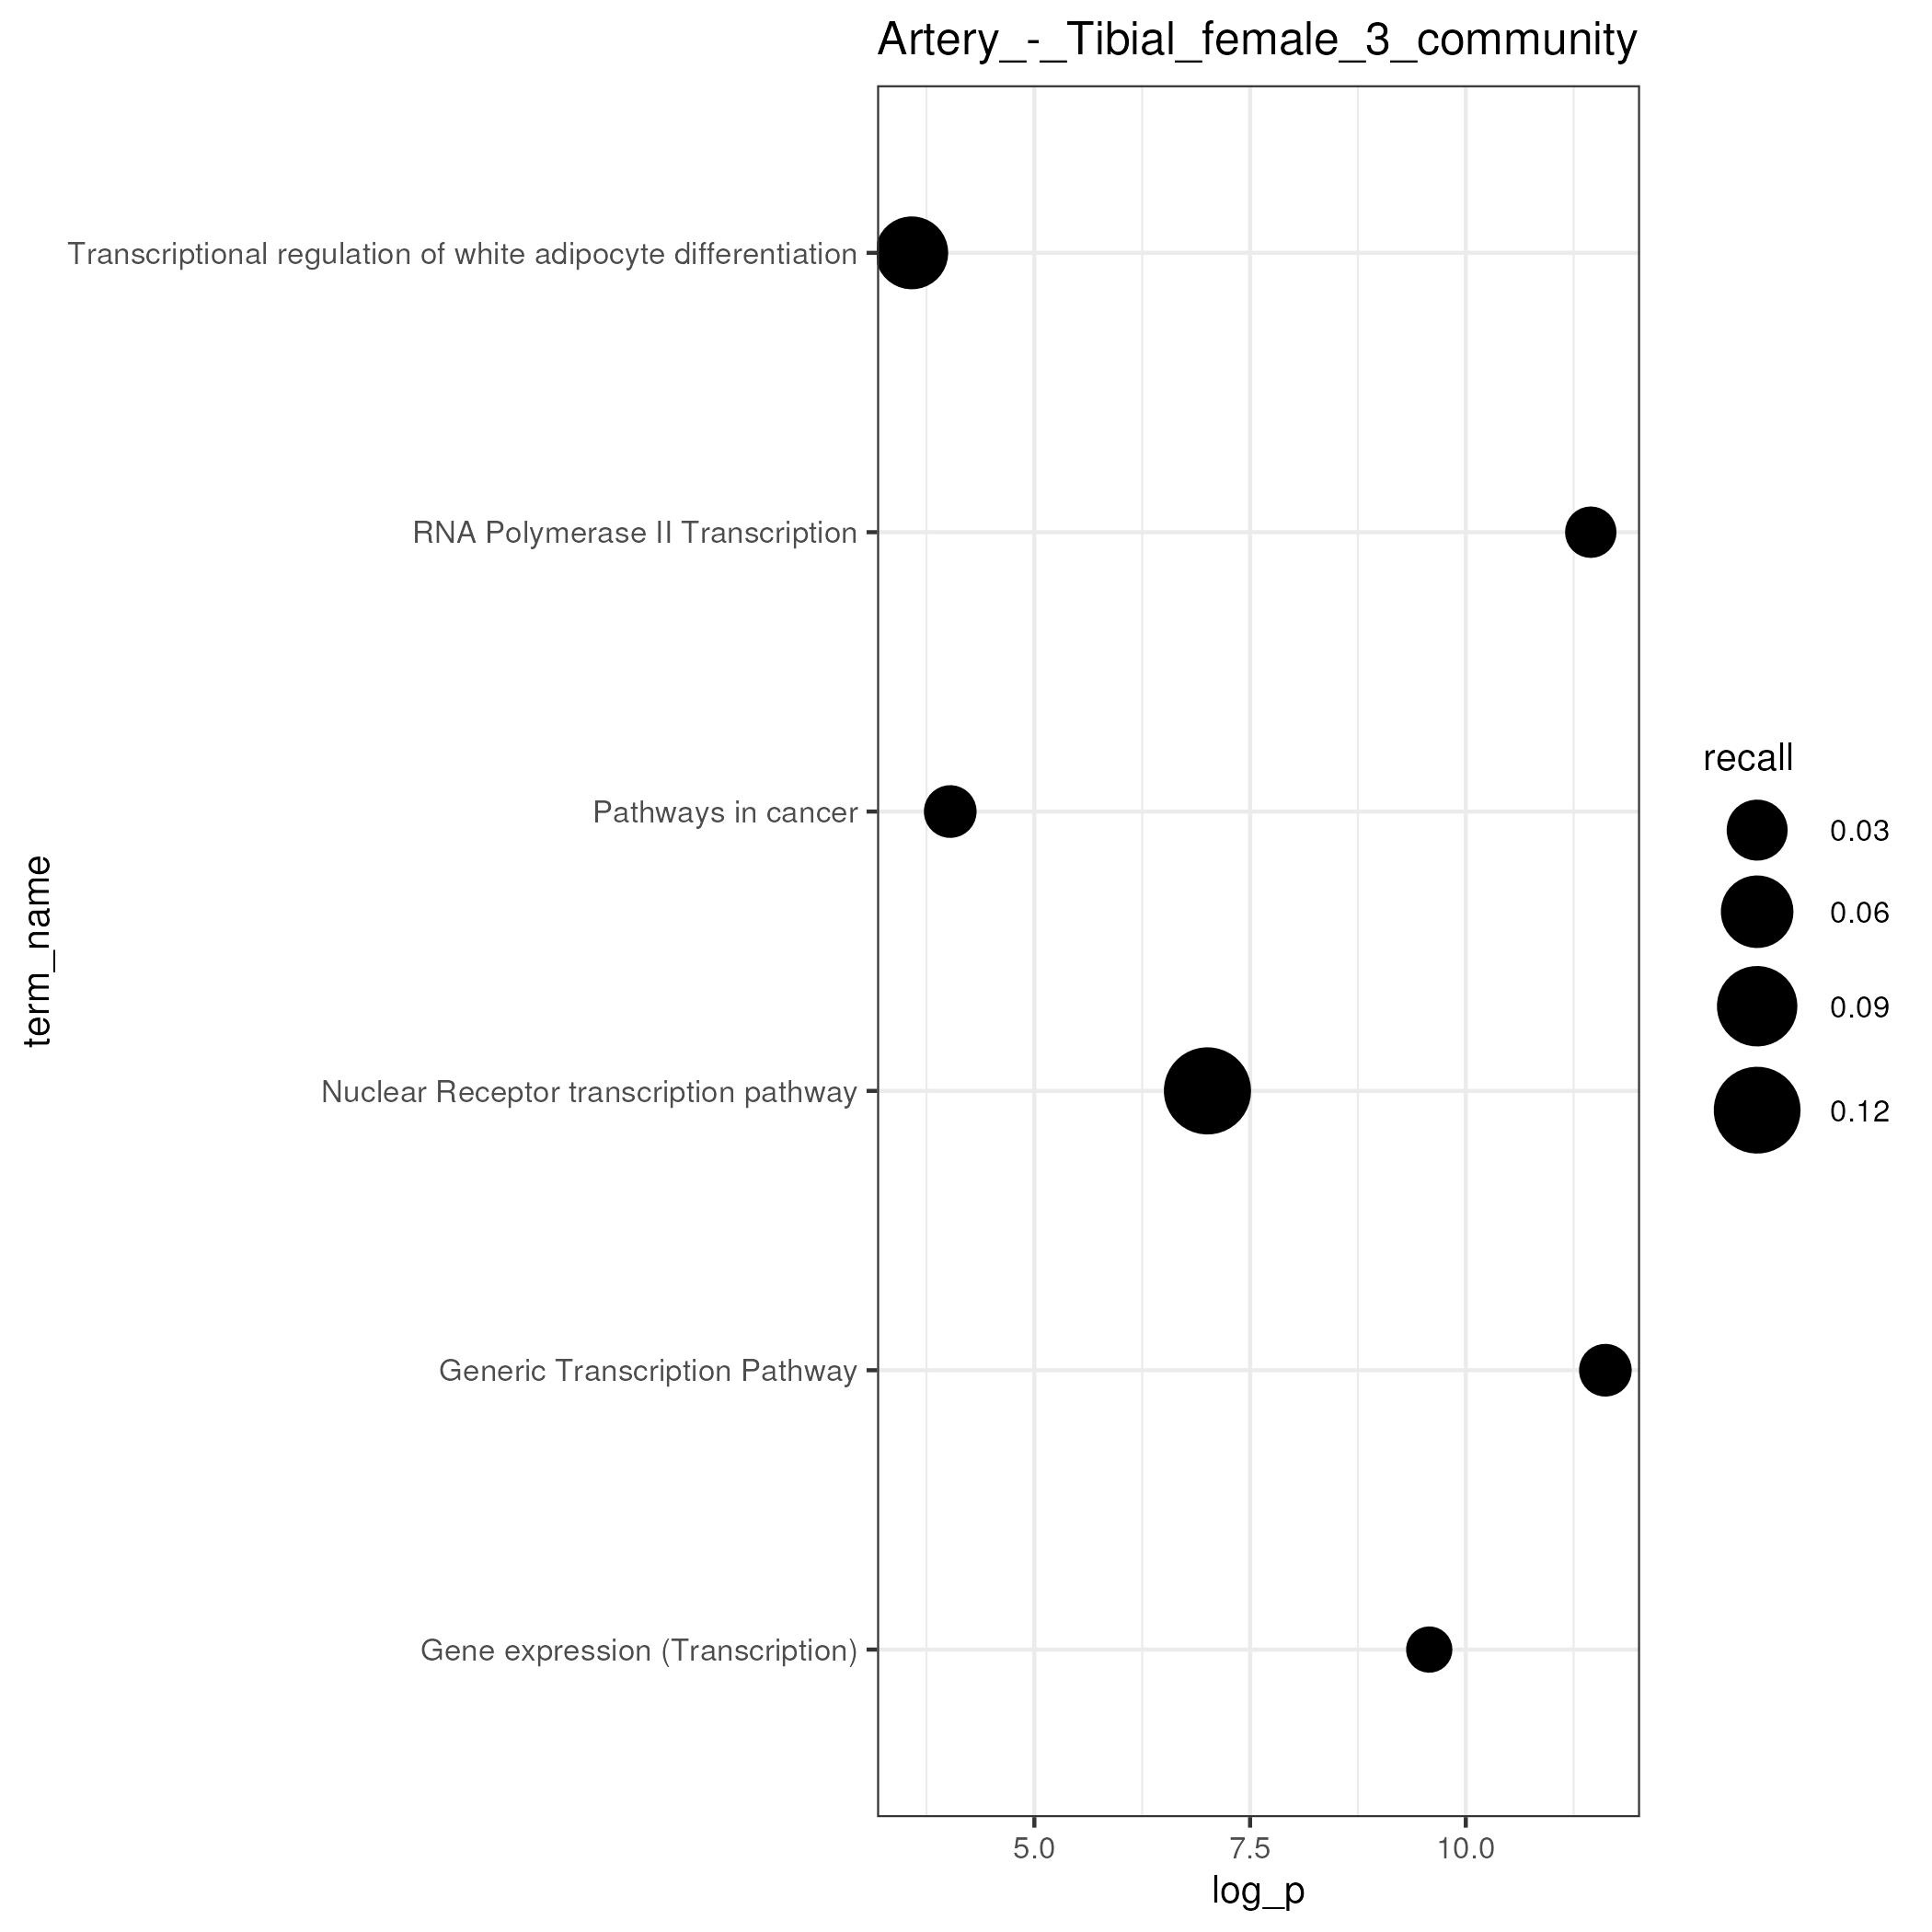 Artery_-_Tibial_female_3_community
term_name
Transcriptional regulation of white adipocyte differentiation
RNA Polymerase II Transcription
Pathways in cancer
Nuclear Receptor transcription pathway
Generic Transcription Pathway
Gene expression (Transcription)
5.0 7.5 10.0
log_p
recall
0.03
0.06
0.09
0.12